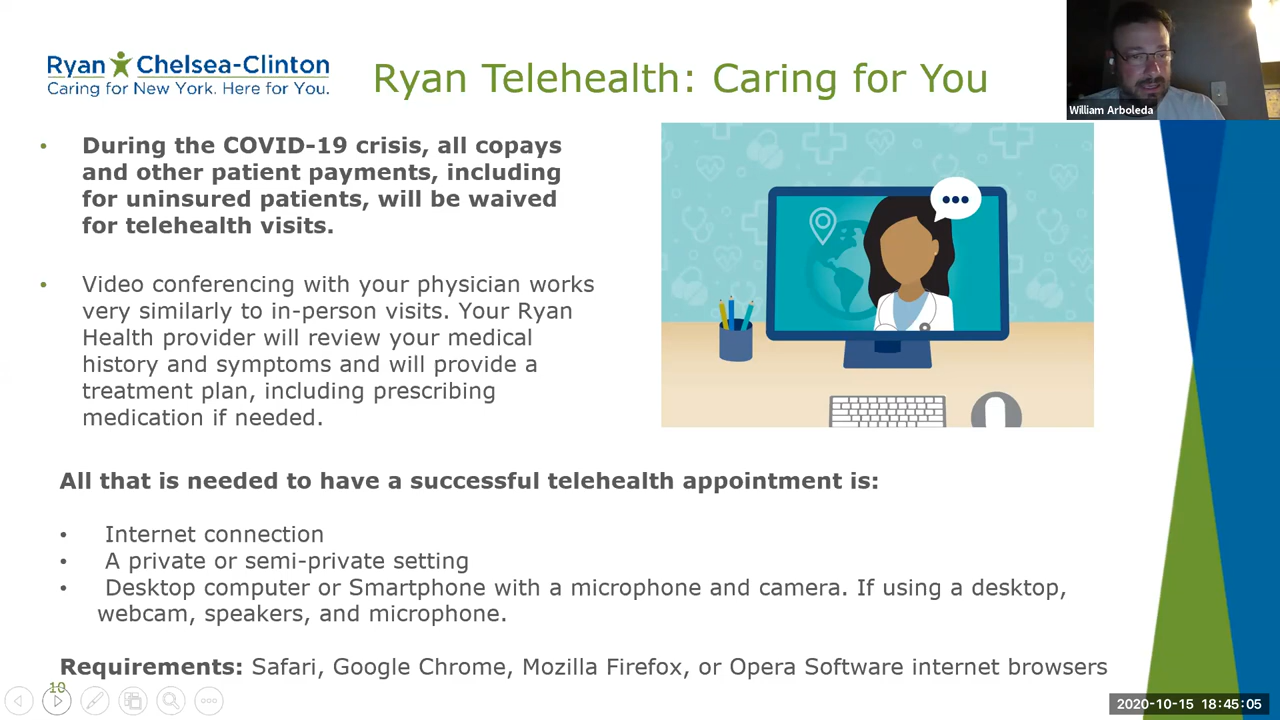 Ryan Chelsea-Clinton
Caring for New York. Here for You.
Ryan Telehealth: Caring for You
William Arboleda
• During the COVID-19 crisis, all copays
and other patient payments, including
for uninsured patients, will be waived
for telehealth visits.
• Video conferencing with your physician works
very similarly to in-person visits. Your Ryan
Health provider will review your medical
history and symptoms and will provide a
treatment plan, including prescribing
medication if needed.
All that is needed to have a successful telehealth appointment is:
• Internet connection
• A private or semi-private setting
• Desktop computer or Smartphone with a microphone and camera. If using a desktop,
webcam, speakers, and microphone.
Requirements: Safari, Google Chrome, Mozilla Firefox, or Opera Software internet browsers
10
2020-10-15 18:45:05